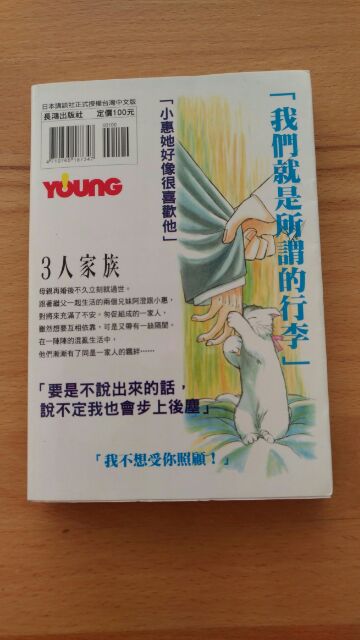 日本講談社正式授權台灣中文版
長鴻出版社 定價100元
00100
YOUNG
「小惠她好像很喜歡他」
「我們就是所謂的行李」
3人家族
母親再婚後不久立刻就過世。
跟著繼父一起生活的兩個兄妹阿澄跟小惠，
對將來充滿了不安，匆促組成的一家人，
雖然想要互相依靠，可是又帶有一絲隔閡。
在一陣陣的混亂生活中，
他們漸漸有了同是一家人的羈絆……
「要是不說出來的話，
說不定我也會步上後塵」
「我不想受你照顧！」